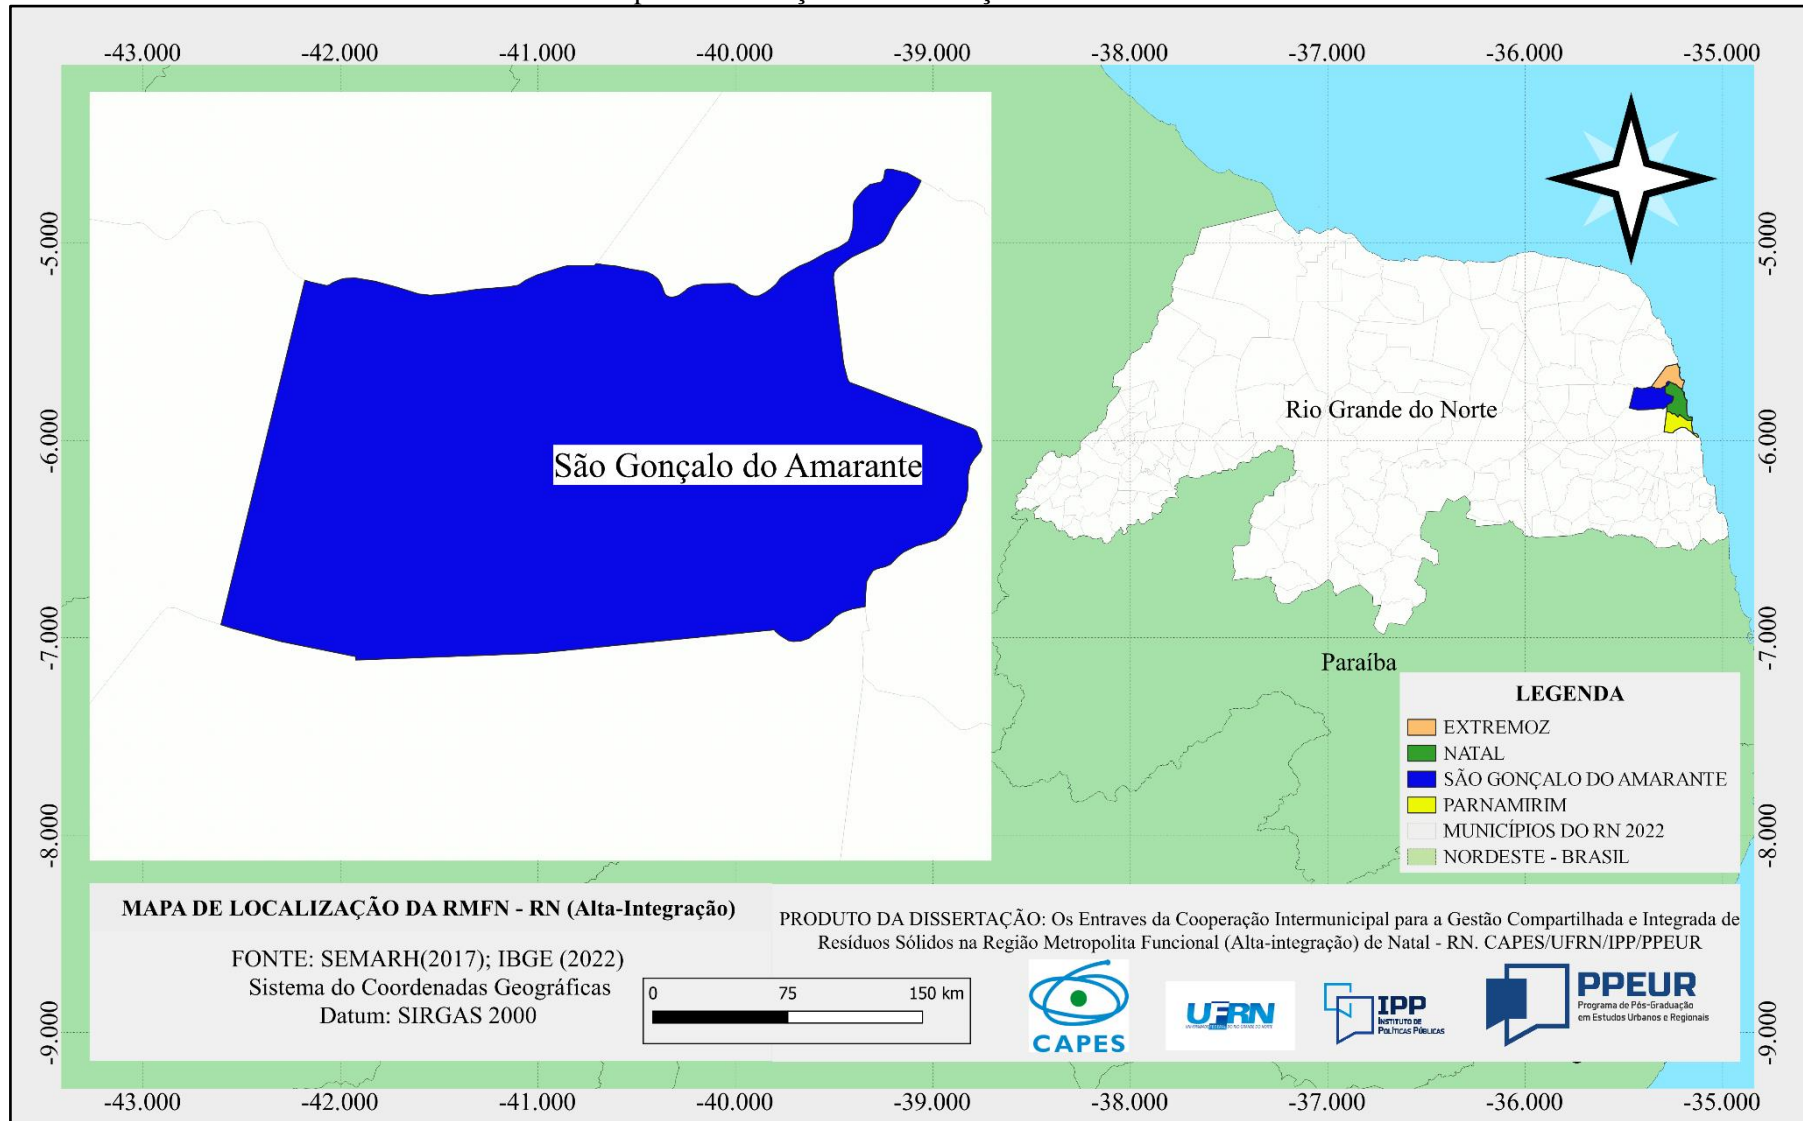 -43.000 -42.000 -41.000 -40.000 -39.000 -38.000 -37.000 -36.000 -35.000
-5.000 -5.000
-6.000 -6.000
-7.000 -7.000
-8.000 -8.000
-9.000 -9.000
São Gonçalo do Amarante
Rio Grande do Norte
Paraíba
LEGENDA
EXTREMOZ
NATAL
SÃO GONÇALO DO AMARANTE
PARNAMIRIM
MUNICÍPIOS DO RN 2022
NORDESTE - BRASIL
MAPA DE LOCALIZAÇÃO DA RMFN - RN (Alta-Integração)
FONTE: SEMARH(2017); IBGE (2022)
Sistema do Coordenadas Geográficas
Datum: SIRGAS 2000
0 75 150 km
PRODUTO DA DISSERTAÇÃO: Os Entraves da Cooperação Intermunicipal para a Gestão Compartilhada e Integrada de
Resíduos Sólidos na Região Metropolita Funcional (Alta-integração) de Natal - RN. CAPES/UFRN/IPP/PPEUR
CAPES
UFRN
IPP
INSTITUTO DE
POLÍTICAS PÚBLICAS
PPEUR
Programa de Pós-Graduação
em Estudos Urbanos e Regionais
-43.000 -42.000 -41.000 -40.000 -39.000 -38.000 -37.000 -36.000 -35.000